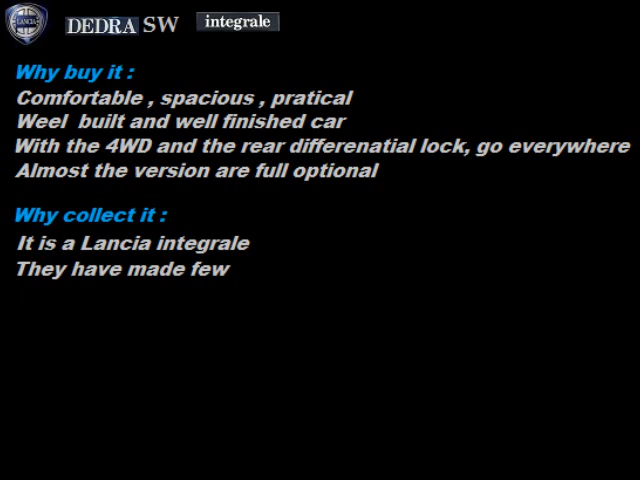 LANCIA DEDRA SW integrale
Why buy it :
Comfortable , spacious , pratical
Weel built and well finished car
With the 4WD and the rear differenatial lock, go everywhere
Almost the version are full optional
Why collect it :
It is a Lancia integrale
They have made few